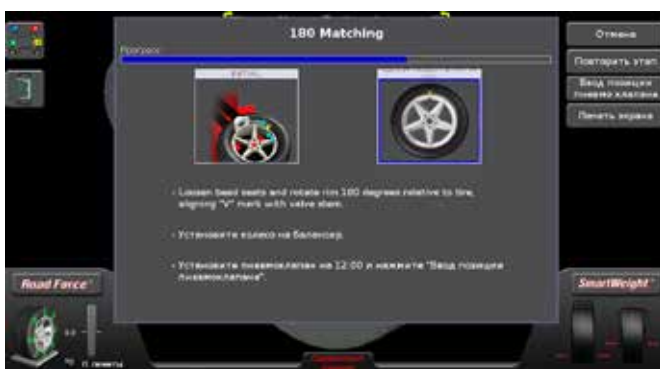 180 Matching
Прогресс:
Отмена
Повторить этап
Ввод позиции
пневмо клапана
Печать экрана
- Loosen bead seats and rotate rim 180 degrees relative to tire,
aligning "V" mark with valve stem.
- Установите колесо на балансер.
- Установите пневмоклапан на 12:00 и нажмите "Ввод позиции
пневмоклапана".
Road Force
SmartWeight